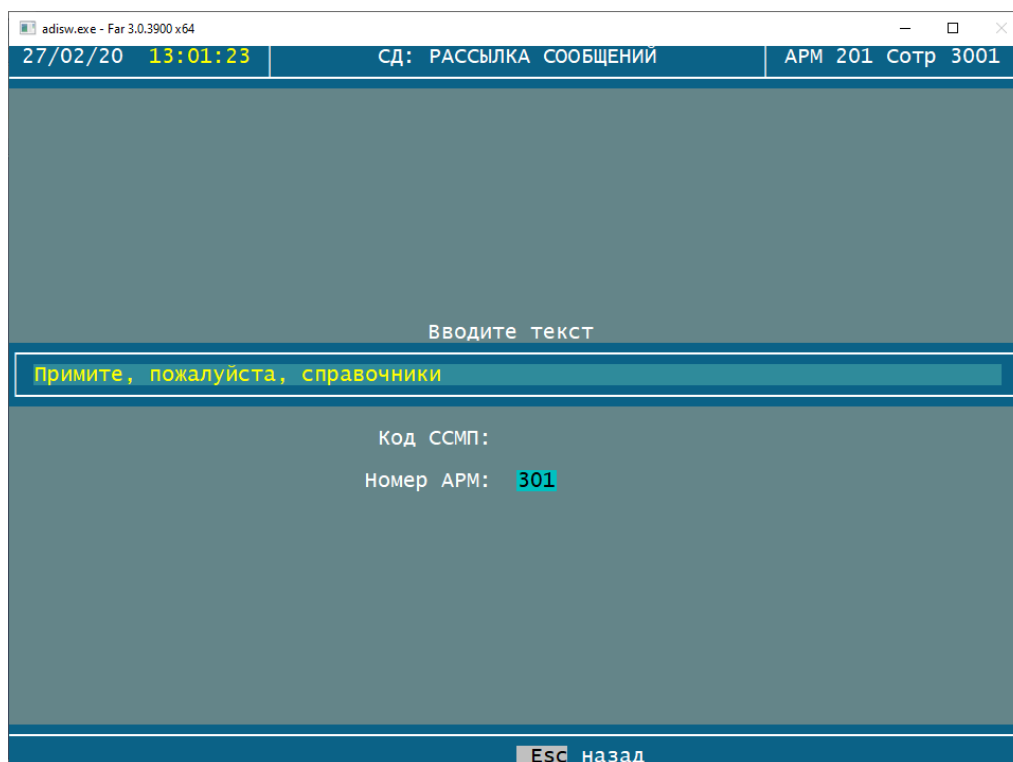 adisw.exe - Far 3.0.3900 x64
27/02/20 13:01:23 СД: РАССЫЛКА СООБЩЕНИЙ АРМ 201 Сотр 3001
Вводите текст
Примите, пожалуйста, справочники
Код ССМП:
Номер АРМ: 301
Esc назад